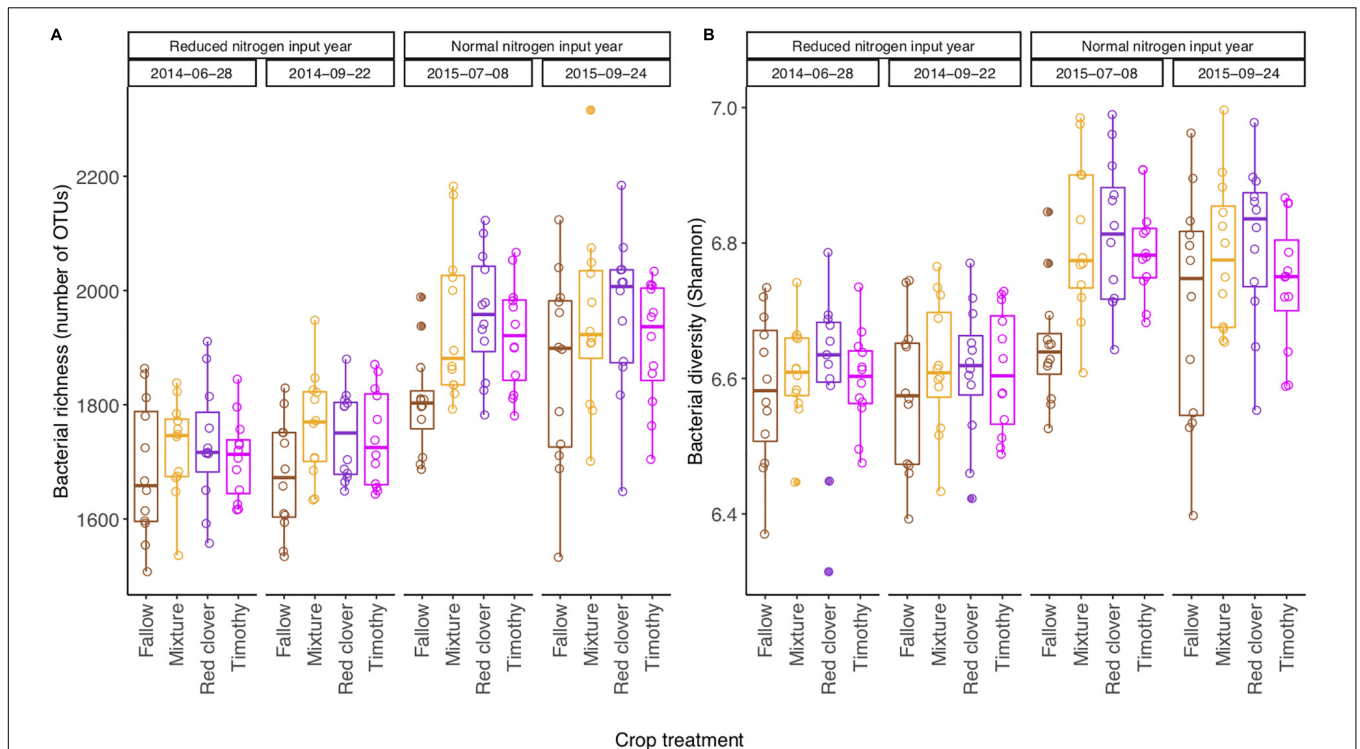 A
Reduced nitrogen input year
Normal nitrogen input year
2014–06–28
2014–09–22
2015–07–08
2015–09–24
Bacterial richness (number of OTUs)
2200
2000
1800
1600
Fallow
Mixture
Red clover
Timothy
Fallow
Mixture
Red clover
Timothy
Fallow
Mixture
Red clover
Timothy
Fallow
Mixture
Red clover
Timothy
B
Reduced nitrogen input year
Normal nitrogen input year
2014–06–28
2014–09–22
2015–07–08
2015–09–24
Bacterial diversity (Shannon)
7.0
6.8
6.6
6.4
Fallow
Mixture
Red clover
Timothy
Fallow
Mixture
Red clover
Timothy
Fallow
Mixture
Red clover
Timothy
Fallow
Mixture
Red clover
Timothy
Crop treatment